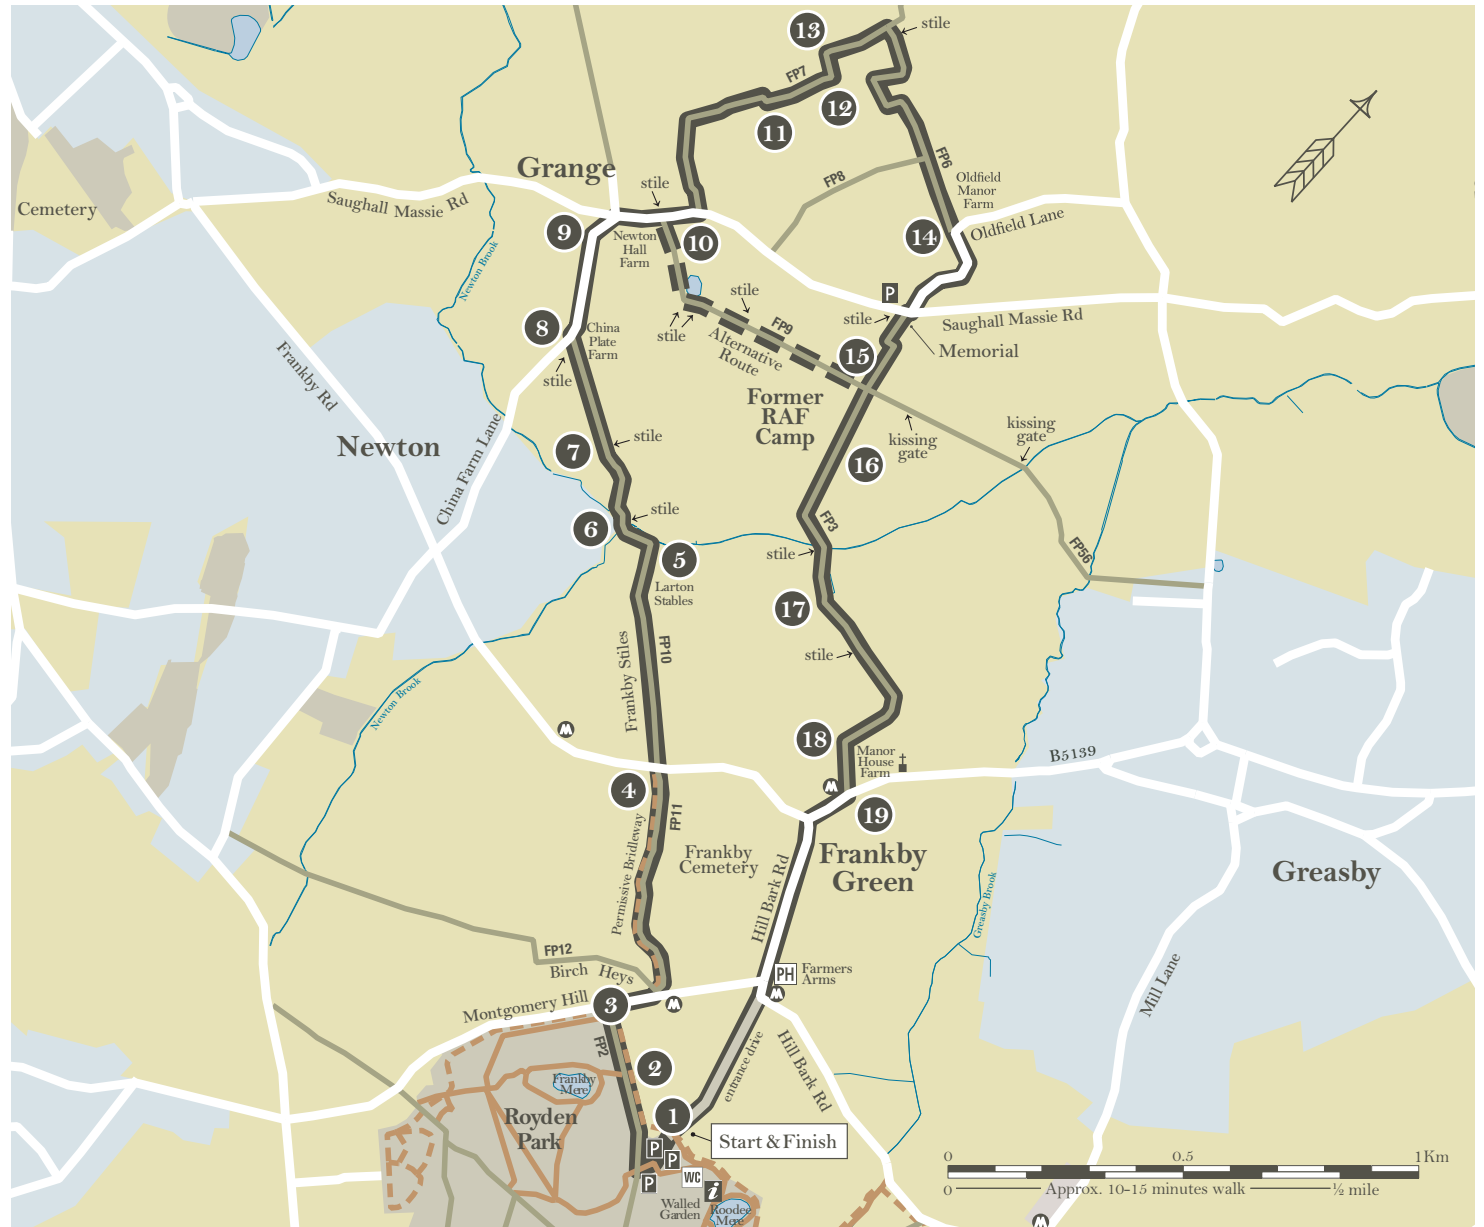 13
stile
FP7
12
11
FP6
Grange
stile
FP8
Oldfield
Manor
Farm
Cemetery
Saughall Massie Rd
9
Newton
Hall
Farm
10
14
Oldfield Lane
Newton Brook
P
stile
8
China
Plate
Farm
stile
FP9
stile
Saughall Massie Rd
Alternative
Route
15
Memorial
Frankby Rd
stile
Former
RAF
Camp
Newton
China Farm Lane
7
stile
kissing
gate
kissing
gate
16
6
stile
FP3
5
stile
FP56
Larton
Stables
17
Frankby Stiles
FP10
stile
Newton Brook
M
18
Manor
House
Farm
B5139
4
M
19
Permissive Bridleway
FP11
Frankby
Cemetery
Frankby
Green
Greasby
Hill Bark Rd
Greasby Brook
FP12
Birch Heys
PH
Farmers
Arms
Mill Lane
Montgomery Hill
3
M
M
FP2
2
entrance drive
Hill Bark Rd
Frankby
Mere
Royden
Park
1
Start & Finish
P
P
P
WC
i
Walled
Garden
Roodee
Mere
0
0.5
1 Km
0
Approx. 10-15 minutes walk
½ mile
M